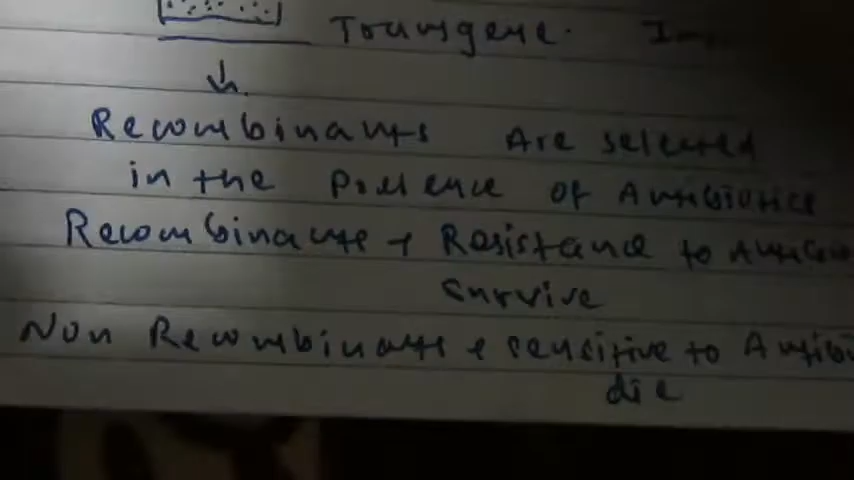 Transgene.
Recombinants Are selected
in the Presence of Antibiotics
Recombinants → Resistance to
survive
Non Recombinants → sensitive to
die